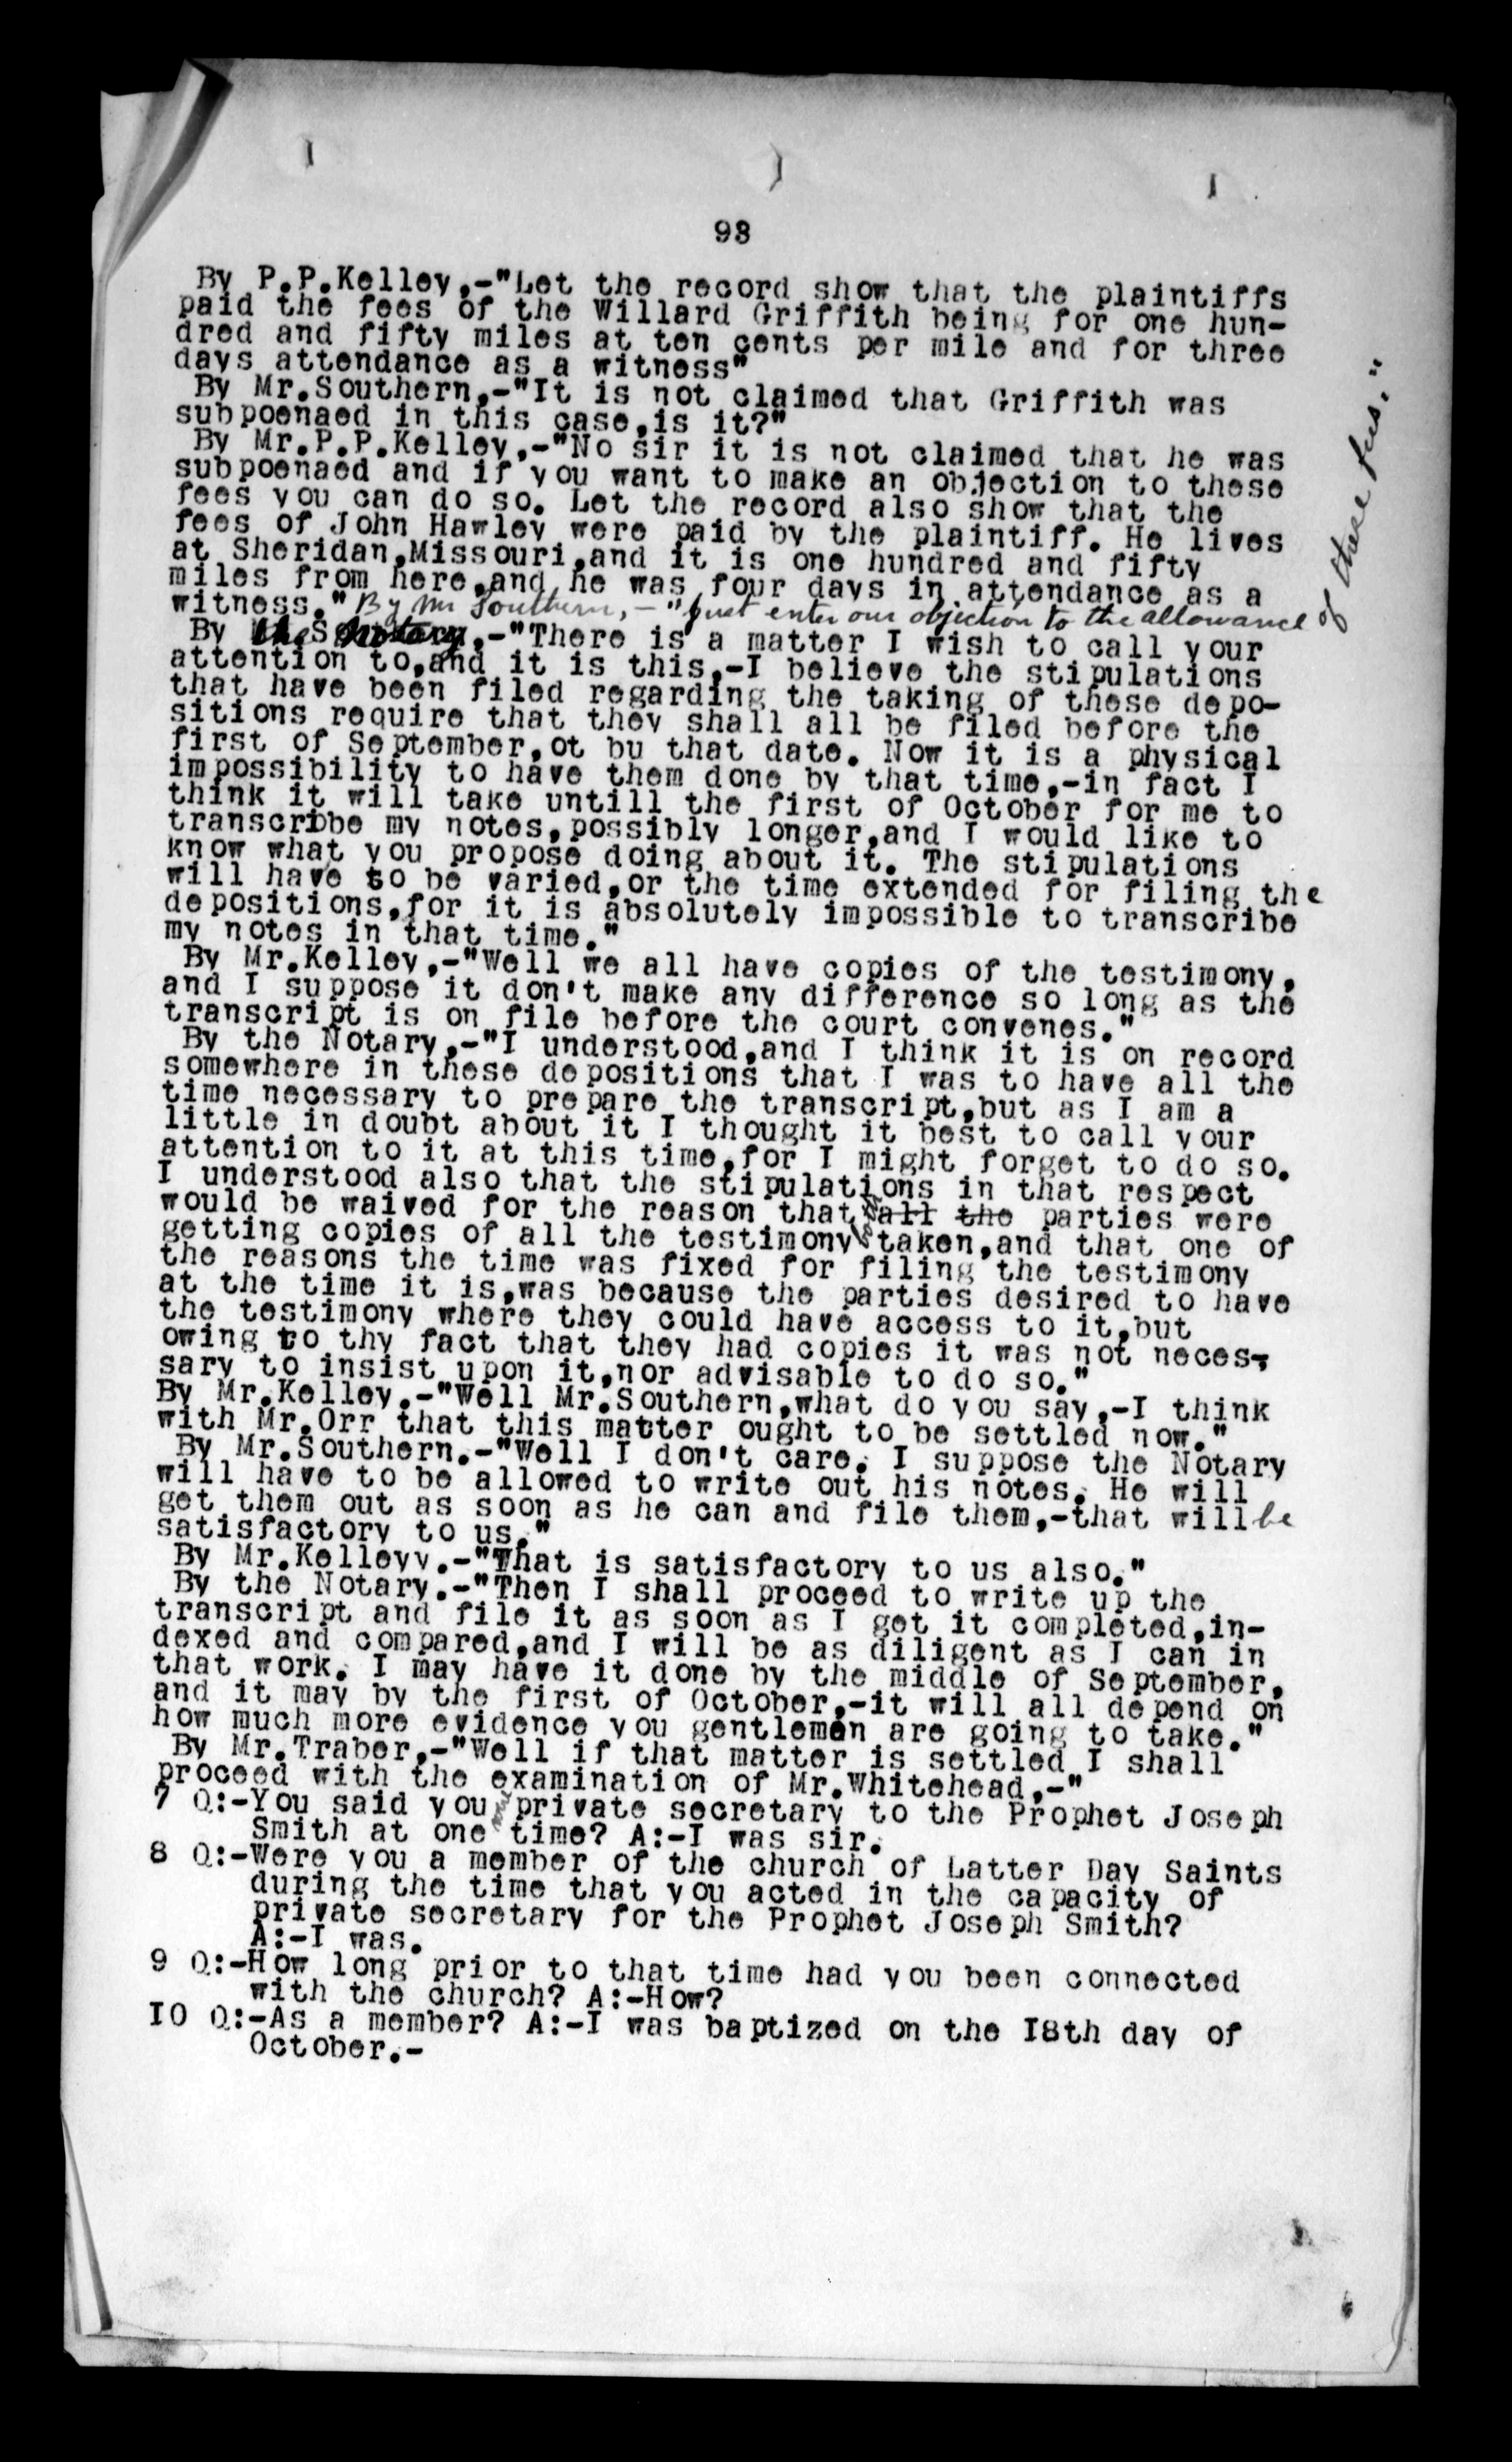 98
By P.P.Kelley,-"Let the record show that the plaintiffs
paid the fees of the Willard Griffith being for one hun-
dred and fifty miles at ten cents per mile and for three
days attendance as a witness"
By Mr.Southern,-"It is not claimed that Griffith was
subpoenaed in this case,is it?"
By Mr.P.P.Kelley,-"No sir it is not claimed that he was
subpoenaed and if you want to make an objection to these
fees you can do so. Let the record also show that the
fees of John Hawley were paid by the plaintiff. He lives
at Sheridan,Missouri,and it is one hundred and fifty
miles from here,and he was four days in attendance as a
witness." By Mr Southern,-"Just enter our objection to the allowance of these fees."
By the Notary,-"There is a matter I wish to call your
attention to,and it is this,-I believe the stipulations
that have been filed regarding the taking of these depo-
sitions require that they shall all be filed before the
first of September,ot bu that date. Now it is a physical
impossibility to have them done by that time,-in fact I
think it will take untill the first of October for me to
transcribbe my notes,possibly longer,and I would like to
know what you propose doing about it. The stipulations
will have to be varied,or the time extended for filing the
depositions,for it is absolutely impossible to transcribe
my notes in that time."
By Mr.Kelley,-"Well we all have copies of the testimony,
and I suppose it don't make any difference so long as the
transcript is on file before the court convenes."
By the Notary,-"I understood,and I think it is on record
somewhere in these depositions that I was to have all the
time necessary to prepare the transcript,but as I am a
little in doubt about it I thought it best to call your
attention to it at this time,for I might forget to do so.
I understood also that the stipulations in that respect
would be waived for the reason that all the parties were
getting copies of all the testimony taken,and that one of
the reasons the time was fixed for filing the testimony
at the time it is,was because the parties desired to have
the testimony where they could have access to it,but
owing to thy fact that they had copies it was not neces-
sary to insist upon it,nor advisable to do so."
By Mr.Kelley.-"Well Mr.Southern,what do you say,-I think
with Mr.Orr that this matter ought to be settled now."
By Mr.Southern.-"Well I don't care. I suppose the Notary
will have to be allowed to write out his notes. He will
get them out as soon as he can and file them,-that will be
satisfactory to us."
By Mr.Kelleyv.-"That is satisfactory to us also."
By the Notary.-"Then I shall proceed to write up the
transcript and file it as soon as I get it completed,in-
dexed and compared,and I will be as diligent as I can in
that work. I may have it done by the middle of September,
and it may by the first of October,-it will all depend on
how much more evidence you gentlemen are going to take."
By Mr.Traber,-"Well if that matter is settled I shall
proceed with the examination of Mr.Whitehead,-"
7 Q:-You said you private secretary to the Prophet Joseph
Smith at one time? A:-I was sir.
8 Q:-Were you a member of the church of Latter Day Saints
during the time that you acted in the capacity of
private secretary for the Prophet Joseph Smith?
A:-I was.
9 Q:-How long prior to that time had you been connected
with the church? A:-How?
IO Q:-As a member? A:-I was baptized on the I8th day of
October.-